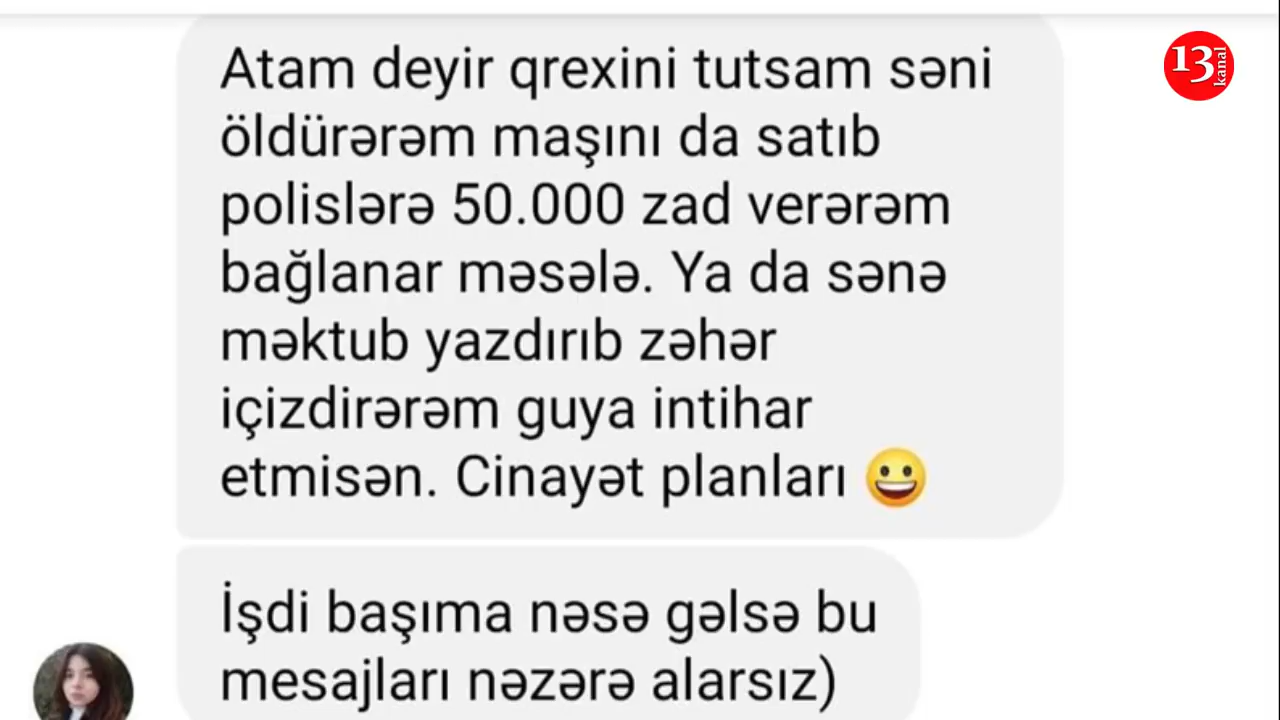 13
kanal
Atam deyir qrexini tutsam səni
öldürərəm maşını da satıb
polislərə 50.000 zad verərəm
bağlanar məsələ. Ya da sənə
məktub yazdırıb zəhər
içizdirərəm guya intihar
etmisən. Cinayət planları 😀
İşdi başıma nəsə gəlsə bu
mesajları nəzərə alarsız)